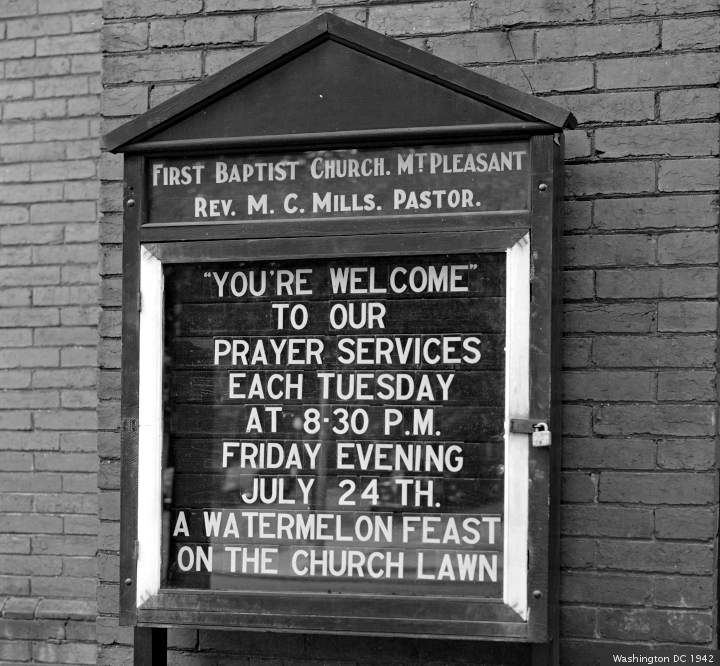 FIRST BAPTIST CHURCH. MT PLEASANT
REV. M. C. MILLS. PASTOR.
"YOU'RE WELCOME"
TO OUR
PRAYER SERVICES
EACH TUESDAY
AT 8-30 P.M.
FRIDAY EVENING
JULY 24 TH.
A WATERMELON FEAST
ON THE CHURCH LAWN
Washington DC 1942